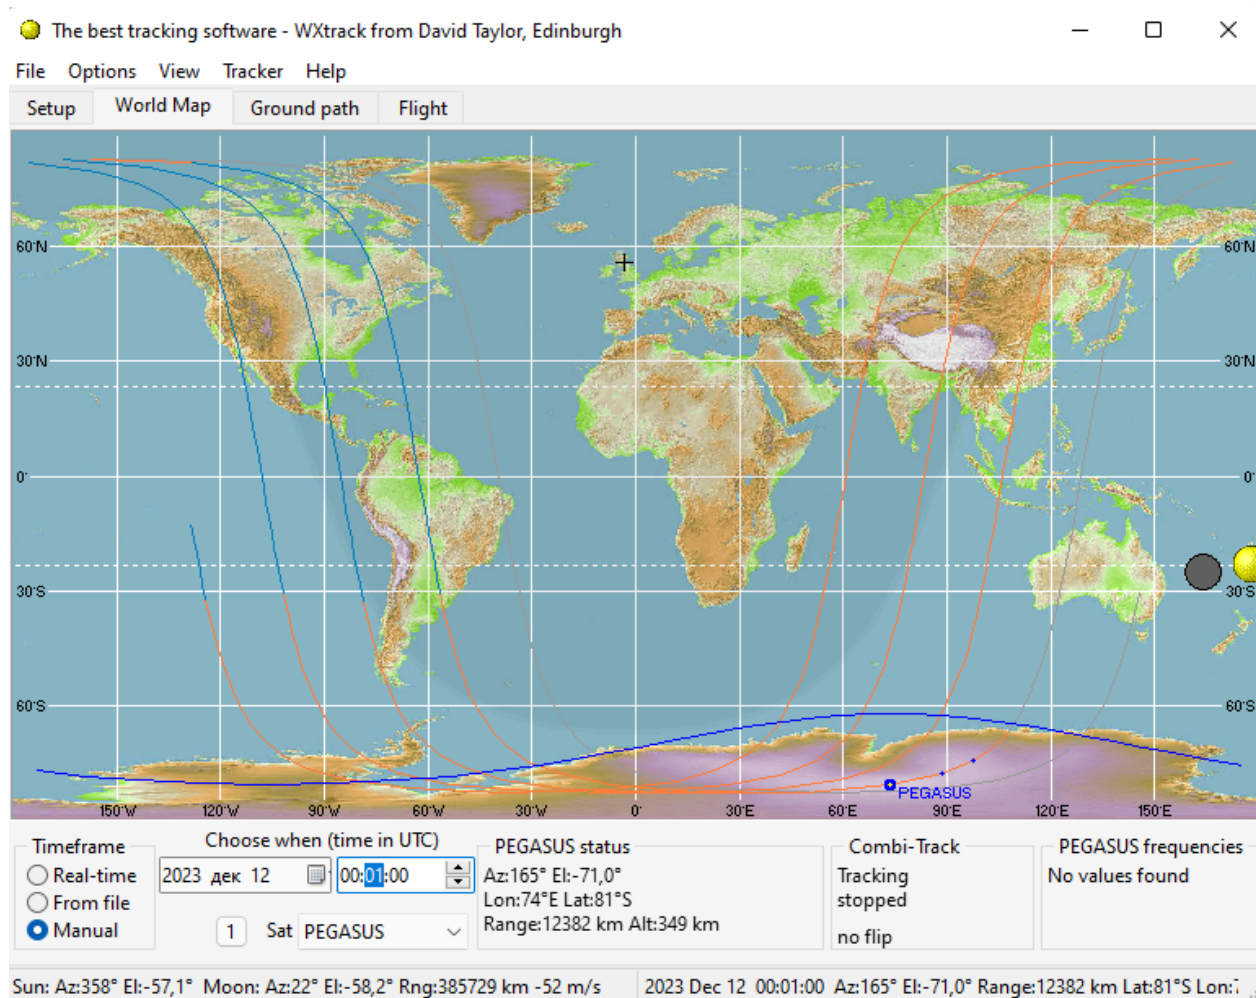 The best tracking software - WXtrack from David Taylor, Edinburgh
File Options View Tracker Help
Setup World Map Ground path Flight
60°N 60°N
30°N 30°N
0° 0°
30°S 30°S
60°S 60°S
PEGASUS
150°W 120°W 90°W 60°W 30°W 0° 30°E 60°E 90°E 120°E 150°E
Timeframe
Real-time
From file
Manual
Choose when (time in UTC)
2023 дек 12 00:01:00
1 Sat PEGASUS
PEGASUS status
Az:165° El:-71,0°
Lon:74°E Lat:81°S
Range:12382 km Alt:349 km
Combi-Track
Tracking
stopped
no flip
PEGASUS frequencies
No values found
Sun: Az:358° El:-57,1° Moon: Az:22° El:-58,2° Rng:385729 km -52 m/s
2023 Dec 12 00:01:00 Az:165° El:-71,0° Range:12382 km Lat:81°S Lon: